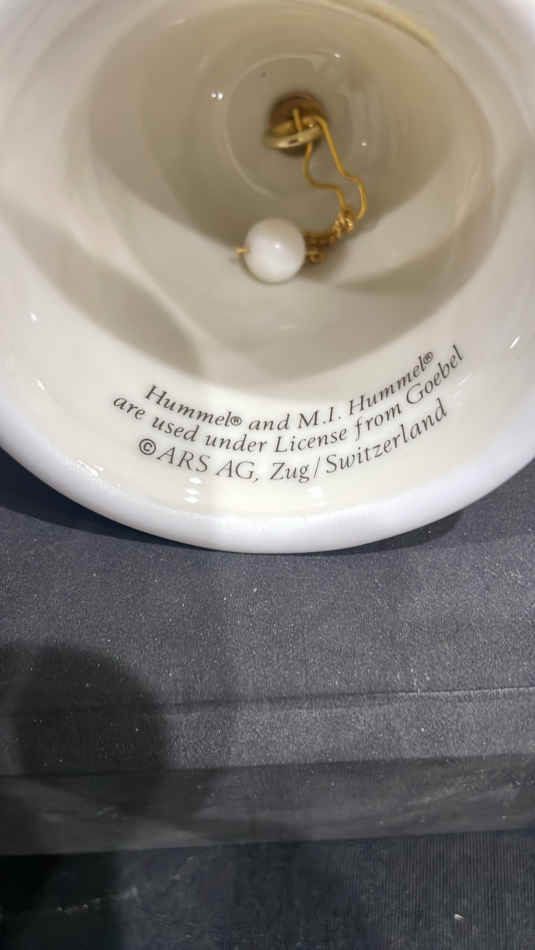 Hummel® and M.I. Hummel®
are used under License from Goebel
©ARS AG, Zug/Switzerland